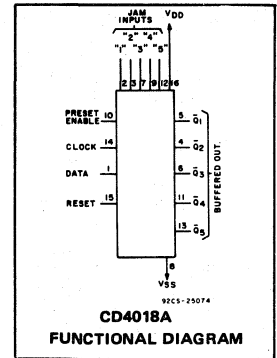 JAM
INPUTS
"2" "4"
"1" "3" "5"
VDD
2 3 7 9 12 16
PRESET
ENABLE 10
5 Q̅1
CLOCK 14
4 Q̅2
DATA 1
6 Q̅3
RESET 15
11 Q̅4
13 Q̅5
BUFFERED OUT.
8
VSS
92CS-25074
CD4018A
FUNCTIONAL DIAGRAM